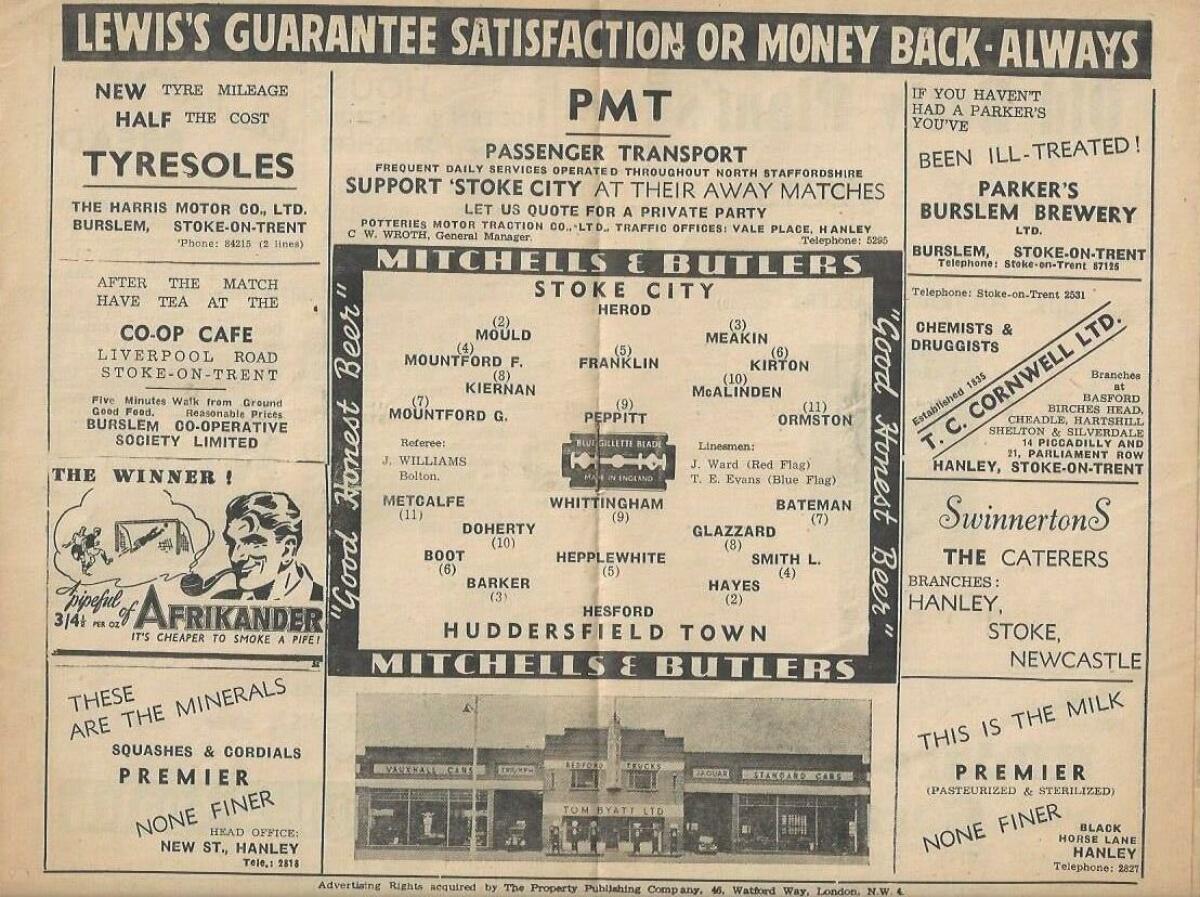 LEWIS'S GUARANTEE SATISFACTION OR MONEY BACK-ALWAYS
NEW TYRE MILEAGE
HALF THE COST
TYRESOLES
THE HARRIS MOTOR CO., LTD.
BURSLEM, STOKE-ON-TRENT
'Phone: 84215 (2 lines)
AFTER THE MATCH
HAVE TEA AT THE
CO-OP CAFE
LIVERPOOL ROAD
STOKE-ON-TRENT
Five Minutes Walk from Ground
Good Food. Reasonable Prices
BURSLEM CO-OPERATIVE
SOCIETY LIMITED
THE WINNER!
A pipeful of AFRIKANDER
3/4½ PER OZ
IT'S CHEAPER TO SMOKE A PIPE!
THESE
ARE THE MINERALS
SQUASHES & CORDIALS
PREMIER
NONE FINER
HEAD OFFICE:
NEW ST., HANLEY
Tele.: 2818
PMT
PASSENGER TRANSPORT
FREQUENT DAILY SERVICES OPERATED THROUGHOUT NORTH STAFFORDSHIRE
SUPPORT 'STOKE CITY AT THEIR AWAY MATCHES
LET US QUOTE FOR A PRIVATE PARTY
POTTERIES MOTOR TRACTION CO., LTD., TRAFFIC OFFICES: VALE PLACE, HANLEY
C W. WROTH, General Manager. Telephone: 5295
MITCHELLS & BUTLERS
"Good Honest Beer"
STOKE CITY
HEROD
(2) (3)
MOULD MEAKIN
(4) (5) (6)
MOUNTFORD F. FRANKLIN KIRTON
(8) (10)
KIERNAN McALINDEN
(7) (9) (11)
MOUNTFORD G. PEPPITT ORMSTON
Referee:
J. WILLIAMS
Bolton.
BLUE GILLETTE BLADE
MADE IN ENGLAND
Linesmen:
J. Ward (Red Flag)
T. E. Evans (Blue Flag)
METCALFE WHITTINGHAM BATEMAN
(11) (9) (7)
DOHERTY GLAZZARD
(10) (8)
BOOT HEPPLEWHITE SMITH L.
(6) (5) (4)
BARKER HAYES
(3) (2)
HESFORD
HUDDERSFIELD TOWN
"Good Honest Beer"
MITCHELLS & BUTLERS
VAUXHALL CARS TRIUMPH BEDFORD TRUCKS JAGUAR STANDARD CARS
TOM BYATT LTD
IF YOU HAVEN'T
HAD A PARKER'S
YOU'VE
BEEN ILL-TREATED!
PARKER'S
BURSLEM BREWERY
LTD.
BURSLEM, STOKE-ON-TRENT
Telephone: Stoke-on-Trent 87125
Telephone: Stoke-on-Trent 2531
CHEMISTS &
DRUGGISTS
Established 1835
T. C. CORNWELL LTD.
Branches
at
BASFORD
BIRCHES HEAD,
CHEADLE, HARTSHILL
SHELTON & SILVERDALE
14 PICCADILLY AND
21, PARLIAMENT ROW
HANLEY, STOKE-ON-TRENT
SwinnertonS
THE CATERERS
BRANCHES:
HANLEY,
STOKE,
NEWCASTLE
THIS IS THE MILK
PREMIER
(PASTEURIZED & STERILIZED)
NONE FINER
BLACK
HORSE LANE
HANLEY
Telephone: 2827
Advertising Rights acquired by The Property Publishing Company, 46, Watford Way, London, N.W. 4.